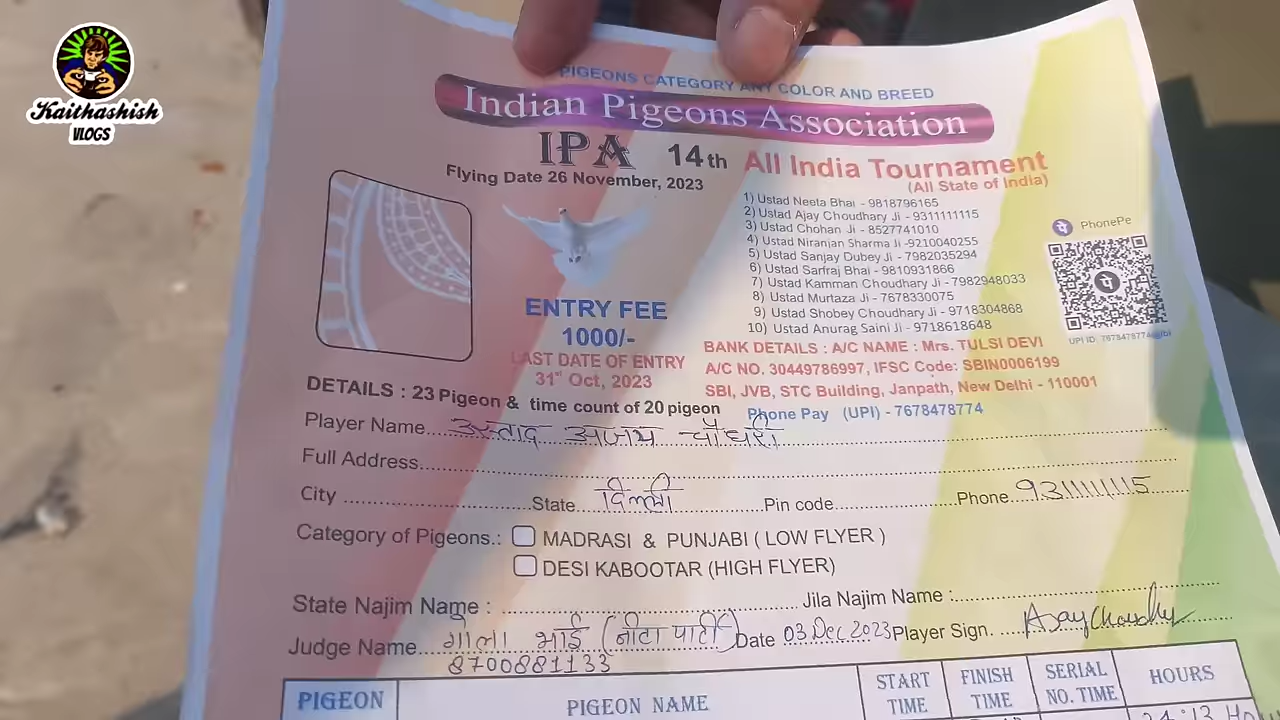 Kaithashish
VLOGS
PIGEONS CATEGORY ANY COLOR AND BREED
Indian Pigeons Association
IPA 14th All India Tournament
(All State of India)
Flying Date 26 November, 2023
1) Ustad Neeta Bhai - 9818796165
2) Ustad Ajay Choudhary Ji - 9311111115
3) Ustad Chohan Ji - 8527741010
4) Ustad Niranjan Sharma Ji -9210040255
5) Ustad Sanjay Dubey Ji - 7982035294
6) Ustad Sarfraj Bhai - 9810931866
7) Ustad Kamman Choudhary Ji - 7982948033
8) Ustad Murtaza Ji - 7678330075
9) Ustad Shobey Choudhary Ji - 9718304868
10) Ustad Anurag Saini Ji - 9718618648
PhonePe
UPI ID:
ENTRY FEE
1000/-
LAST DATE OF ENTRY
31st Oct, 2023
BANK DETAILS : A/C NAME : Mrs. TULSI DEVI
A/C NO. 30449786997, IFSC Code: SBIN0006199
SBI, JVB, STC Building, Janpath, New Delhi - 110001
DETAILS : 23 Pigeon & time count of 20 pigeon Phone Pay (UPI) - 7678478774
Player Name उस्ताद अजय चौधरी
Full Address
City State दिल्ली Pin code Phone 9311111115
Category of Pigeons.: MADRASI & PUNJABI ( LOW FLYER )
DESI KABOOTAR (HIGH FLYER)
State Najim Name : Jila Najim Name :
Judge Name गोला भाई (नीटा पार्टी) Date 03 Dec 2023 Player Sign. Ajay Choudhry
8700881133
PIGEON PIGEON NAME START TIME FINISH TIME SERIAL NO. TIME HOURS